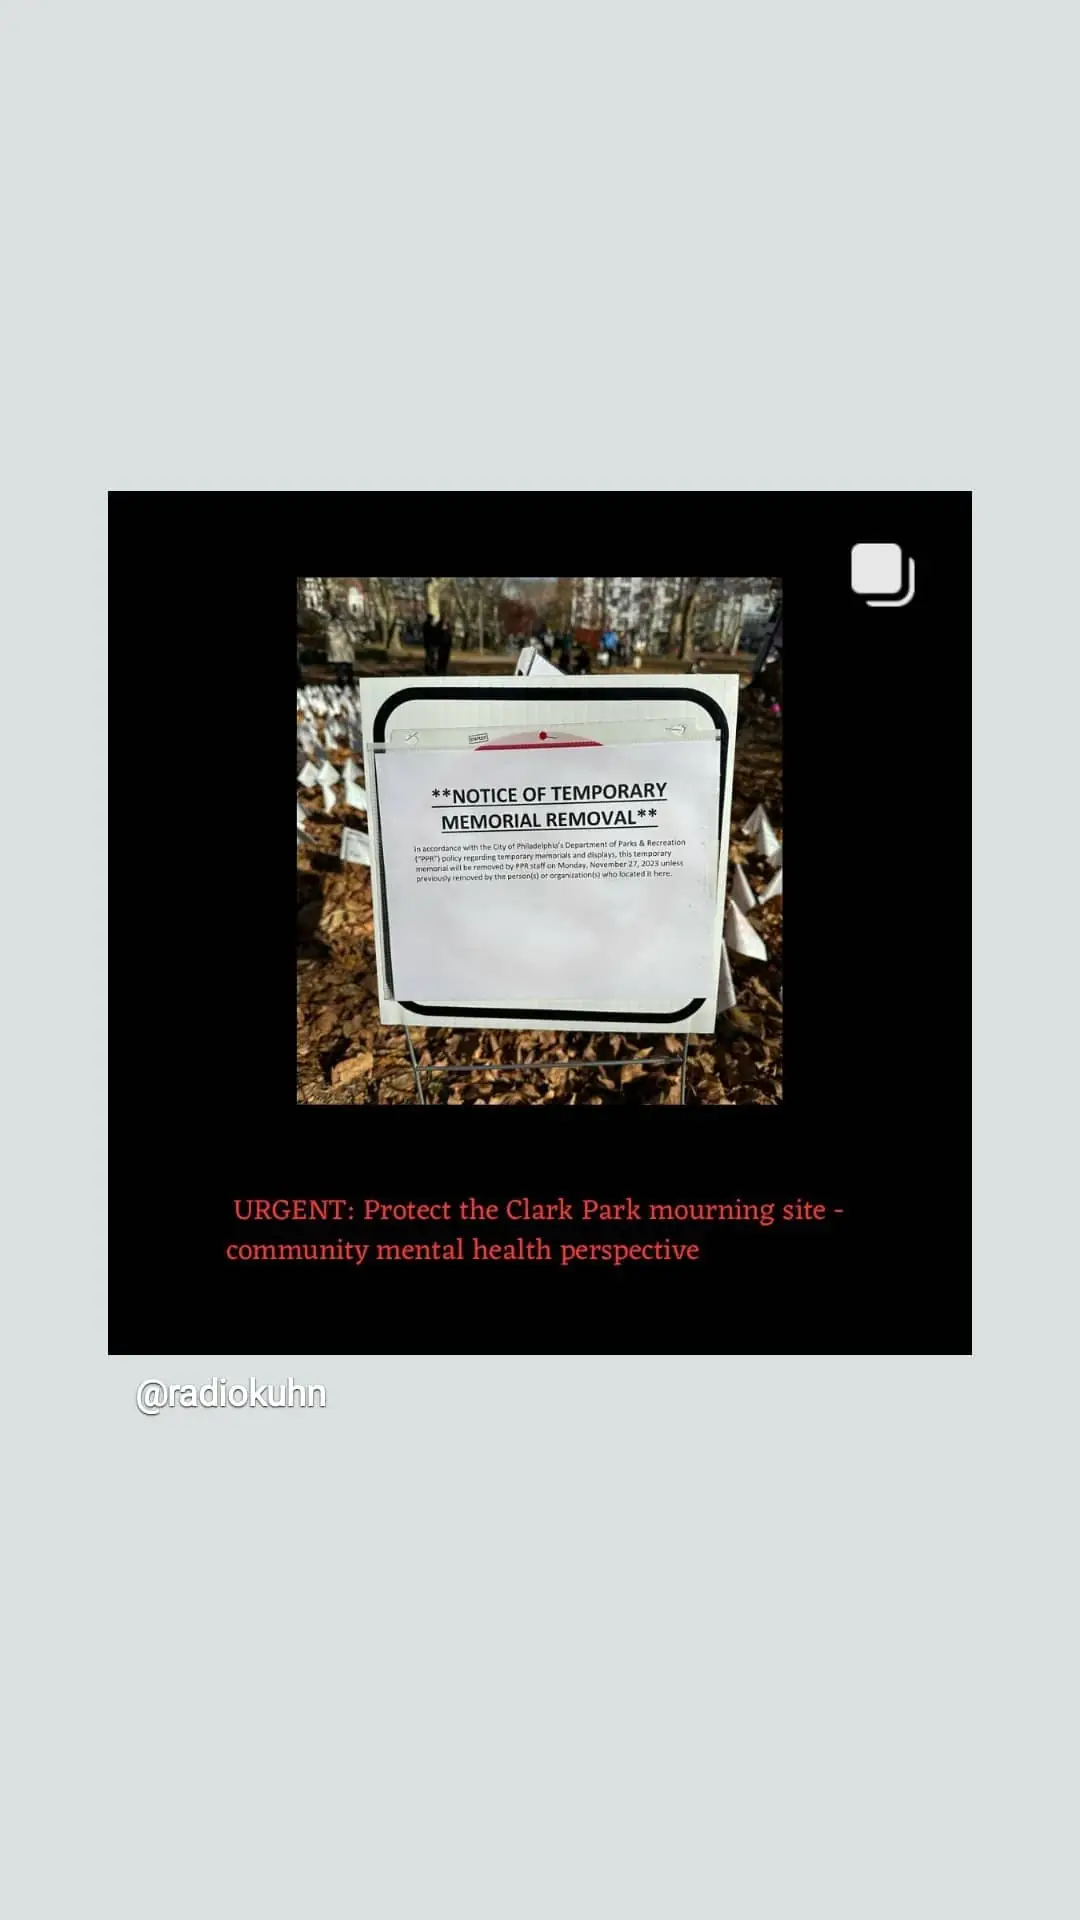 **NOTICE OF TEMPORARY
MEMORIAL REMOVAL**
In accordance with the City of Philadelphia's Department of Parks & Recreation
("PPR") policy regarding temporary memorials and displays, this temporary
memorial will be removed by PPR staff on Monday, November 27, 2023 unless
previously removed by the person(s) or organization(s) who located it here.
URGENT: Protect the Clark Park mourning site -
community mental health perspective
@radiokuhn